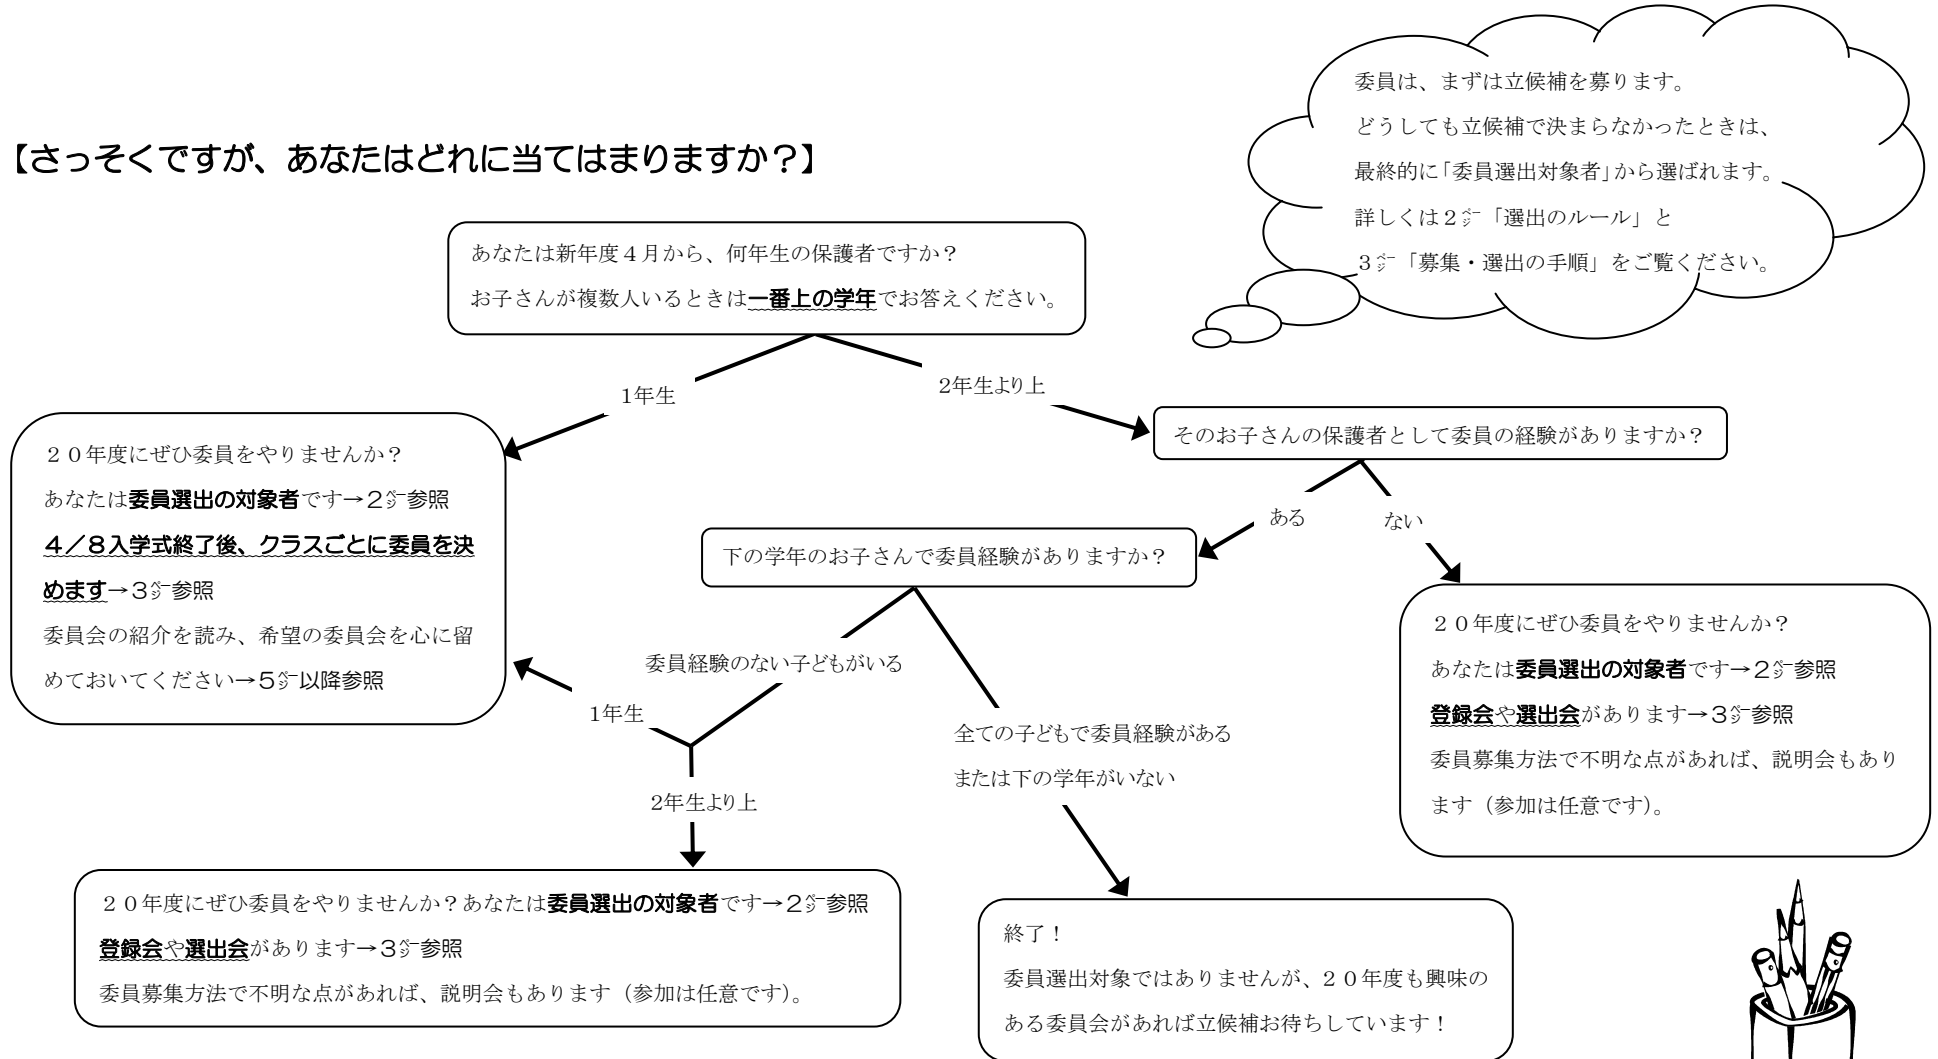 委員は、まずは立候補を募ります。
どうしても立候補で決まらなかったときは、
最終的に「委員選出対象者」から選ばれます。
詳しくは２㌻「選出のルール」と
３㌻「募集・選出の手順」をご覧ください。
【さっそくですが、あなたはどれに当てはまりますか？】
あなたは新年度４月から、何年生の保護者ですか？
お子さんが複数人いるときは一番上の学年でお答えください。
1年生
2年生より上
２０年度にぜひ委員をやりませんか？
あなたは委員選出の対象者です→２㌻参照
４／８入学式終了後、クラスごとに委員を決
めます→３㌻参照
委員会の紹介を読み、希望の委員会を心に留
めておいてください→５㌻以降参照
そのお子さんの保護者として委員の経験がありますか？
ある
ない
下の学年のお子さんで委員経験がありますか？
２０年度にぜひ委員をやりませんか？
あなたは委員選出の対象者です→２㌻参照
登録会や選出会があります→３㌻参照
委員募集方法で不明な点があれば、説明会もあり
ます（参加は任意です）。
委員経験のない子どもがいる
1年生
2年生より上
全ての子どもで委員経験がある
または下の学年がいない
２０年度にぜひ委員をやりませんか？あなたは委員選出の対象者です→２㌻参照
登録会や選出会があります→３㌻参照
委員募集方法で不明な点があれば、説明会もあります（参加は任意です）。
終了！
委員選出対象ではありませんが、２０年度も興味の
ある委員会があれば立候補お待ちしています！